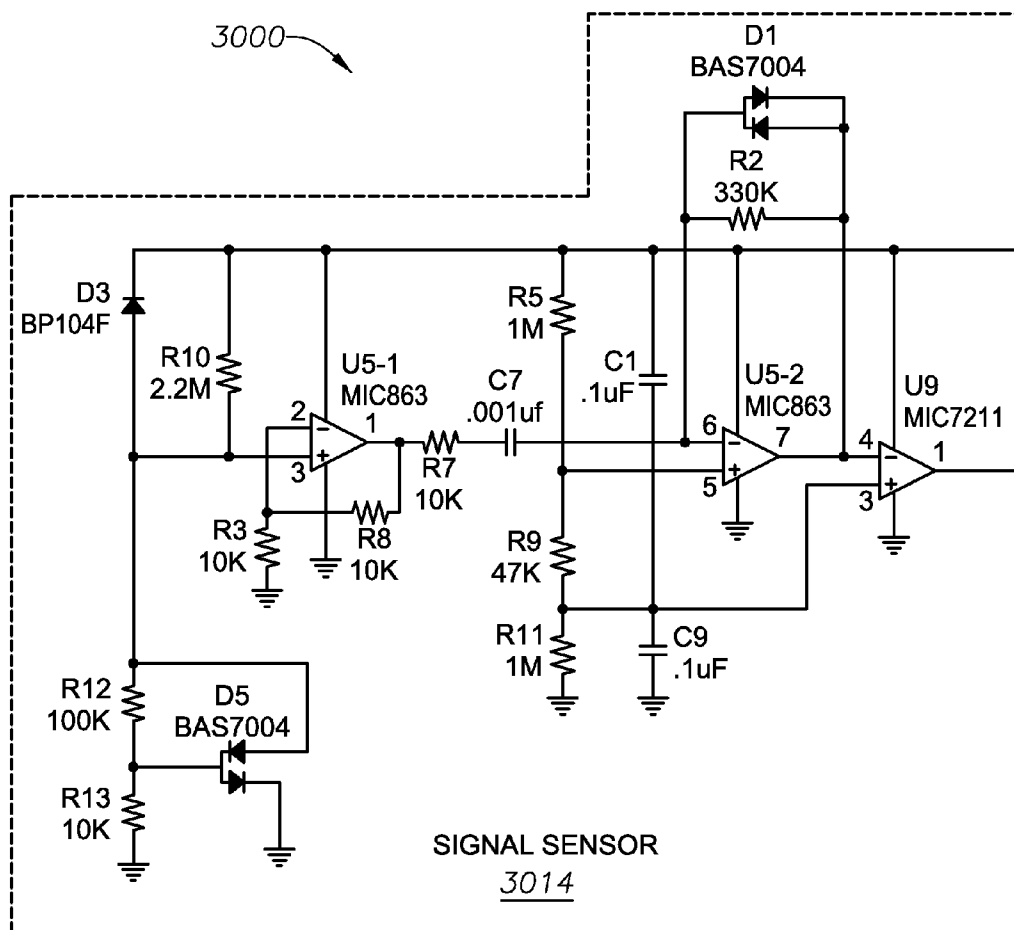 3000
D1
BAS7004
R2
330K
D3
BP104F
R10
2.2M
U5-1
MIC863
2
3
1
R7
10K
C7
.001uf
R3
10K
R8
10K
R5
1M
C1
.1uF
U5-2
MIC863
6
5
7
U9
MIC7211
4
3
1
R9
47K
R11
1M
C9
.1uF
R12
100K
D5
BAS7004
R13
10K
SIGNAL SENSOR
3014